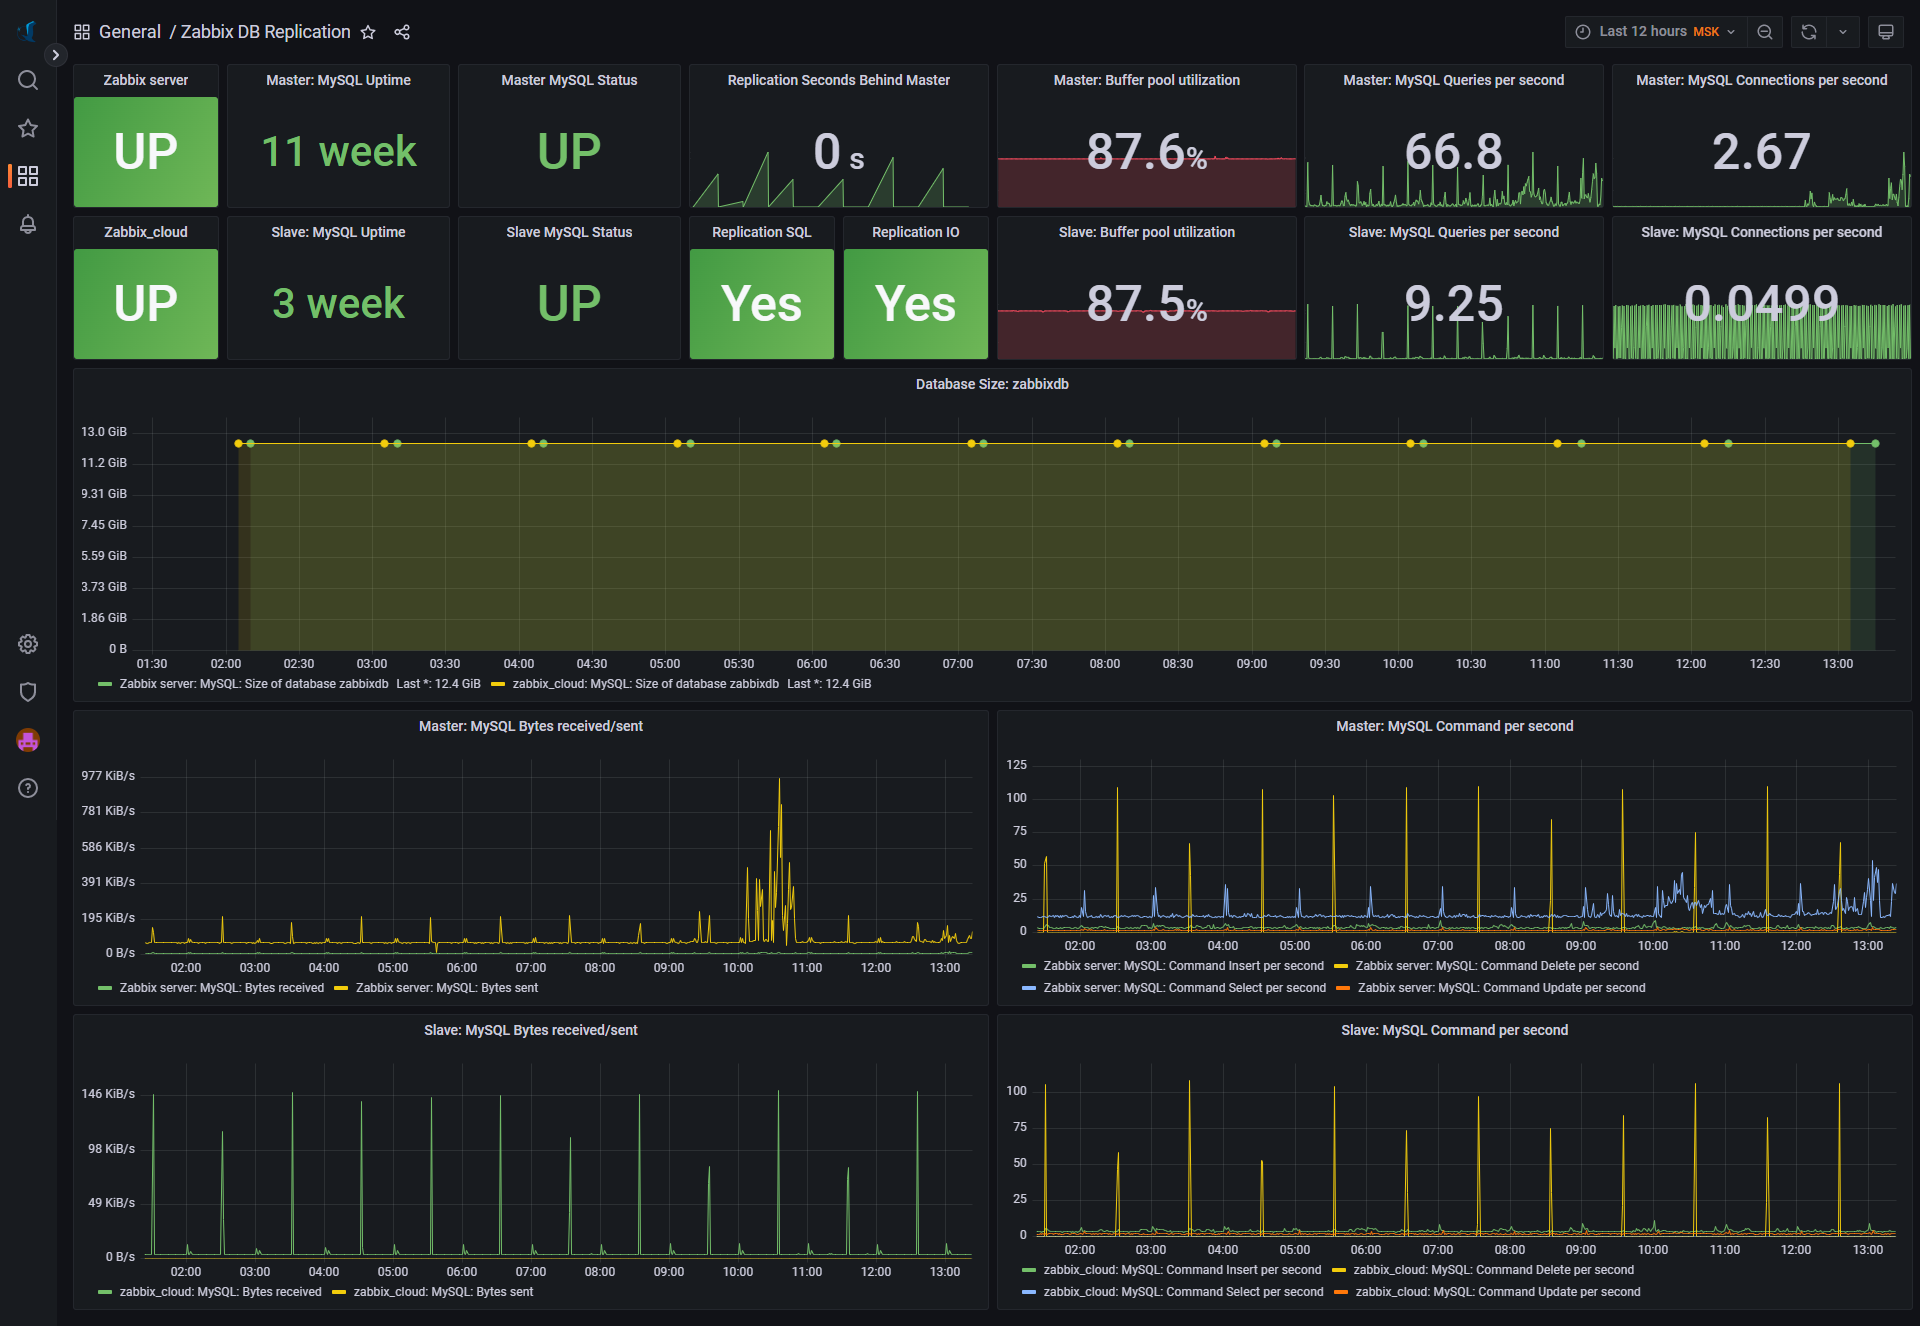 General / Zabbix DB Replication
Last 12 hours MSK
Zabbix server
UP
Master: MySQL Uptime
11 week
Master MySQL Status
UP
Replication Seconds Behind Master
0 s
Master: Buffer pool utilization
87.6%
Master: MySQL Queries per second
66.8
Master: MySQL Connections per second
2.67
Zabbix_cloud
UP
Slave: MySQL Uptime
3 week
Slave MySQL Status
UP
Replication SQL
Yes
Replication IO
Yes
Slave: Buffer pool utilization
87.5%
Slave: MySQL Queries per second
9.25
Slave: MySQL Connections per second
0.0499
Database Size: zabbixdb
13.0 GiB
11.2 GiB
9.31 GiB
7.45 GiB
5.59 GiB
3.73 GiB
1.86 GiB
0 B
01:30 02:00 02:30 03:00 03:30 04:00 04:30 05:00 05:30 06:00 06:30 07:00 07:30 08:00 08:30 09:00 09:30 10:00 10:30 11:00 11:30 12:00 12:30 13:00
Zabbix server: MySQL: Size of database zabbixdb Last *: 12.4 GiB zabbix_cloud: MySQL: Size of database zabbixdb Last *: 12.4 GiB
Master: MySQL Bytes received/sent
977 KiB/s
781 KiB/s
586 KiB/s
391 KiB/s
195 KiB/s
0 B/s
02:00 03:00 04:00 05:00 06:00 07:00 08:00 09:00 10:00 11:00 12:00 13:00
Zabbix server: MySQL: Bytes received Zabbix server: MySQL: Bytes sent
Master: MySQL Command per second
125
100
75
50
25
0
02:00 03:00 04:00 05:00 06:00 07:00 08:00 09:00 10:00 11:00 12:00 13:00
Zabbix server: MySQL: Command Insert per second Zabbix server: MySQL: Command Delete per second
Zabbix server: MySQL: Command Select per second Zabbix server: MySQL: Command Update per second
Slave: MySQL Bytes received/sent
146 KiB/s
98 KiB/s
49 KiB/s
0 B/s
02:00 03:00 04:00 05:00 06:00 07:00 08:00 09:00 10:00 11:00 12:00 13:00
zabbix_cloud: MySQL: Bytes received zabbix_cloud: MySQL: Bytes sent
Slave: MySQL Command per second
100
75
50
25
0
02:00 03:00 04:00 05:00 06:00 07:00 08:00 09:00 10:00 11:00 12:00 13:00
zabbix_cloud: MySQL: Command Insert per second zabbix_cloud: MySQL: Command Delete per second
zabbix_cloud: MySQL: Command Select per second zabbix_cloud: MySQL: Command Update per second